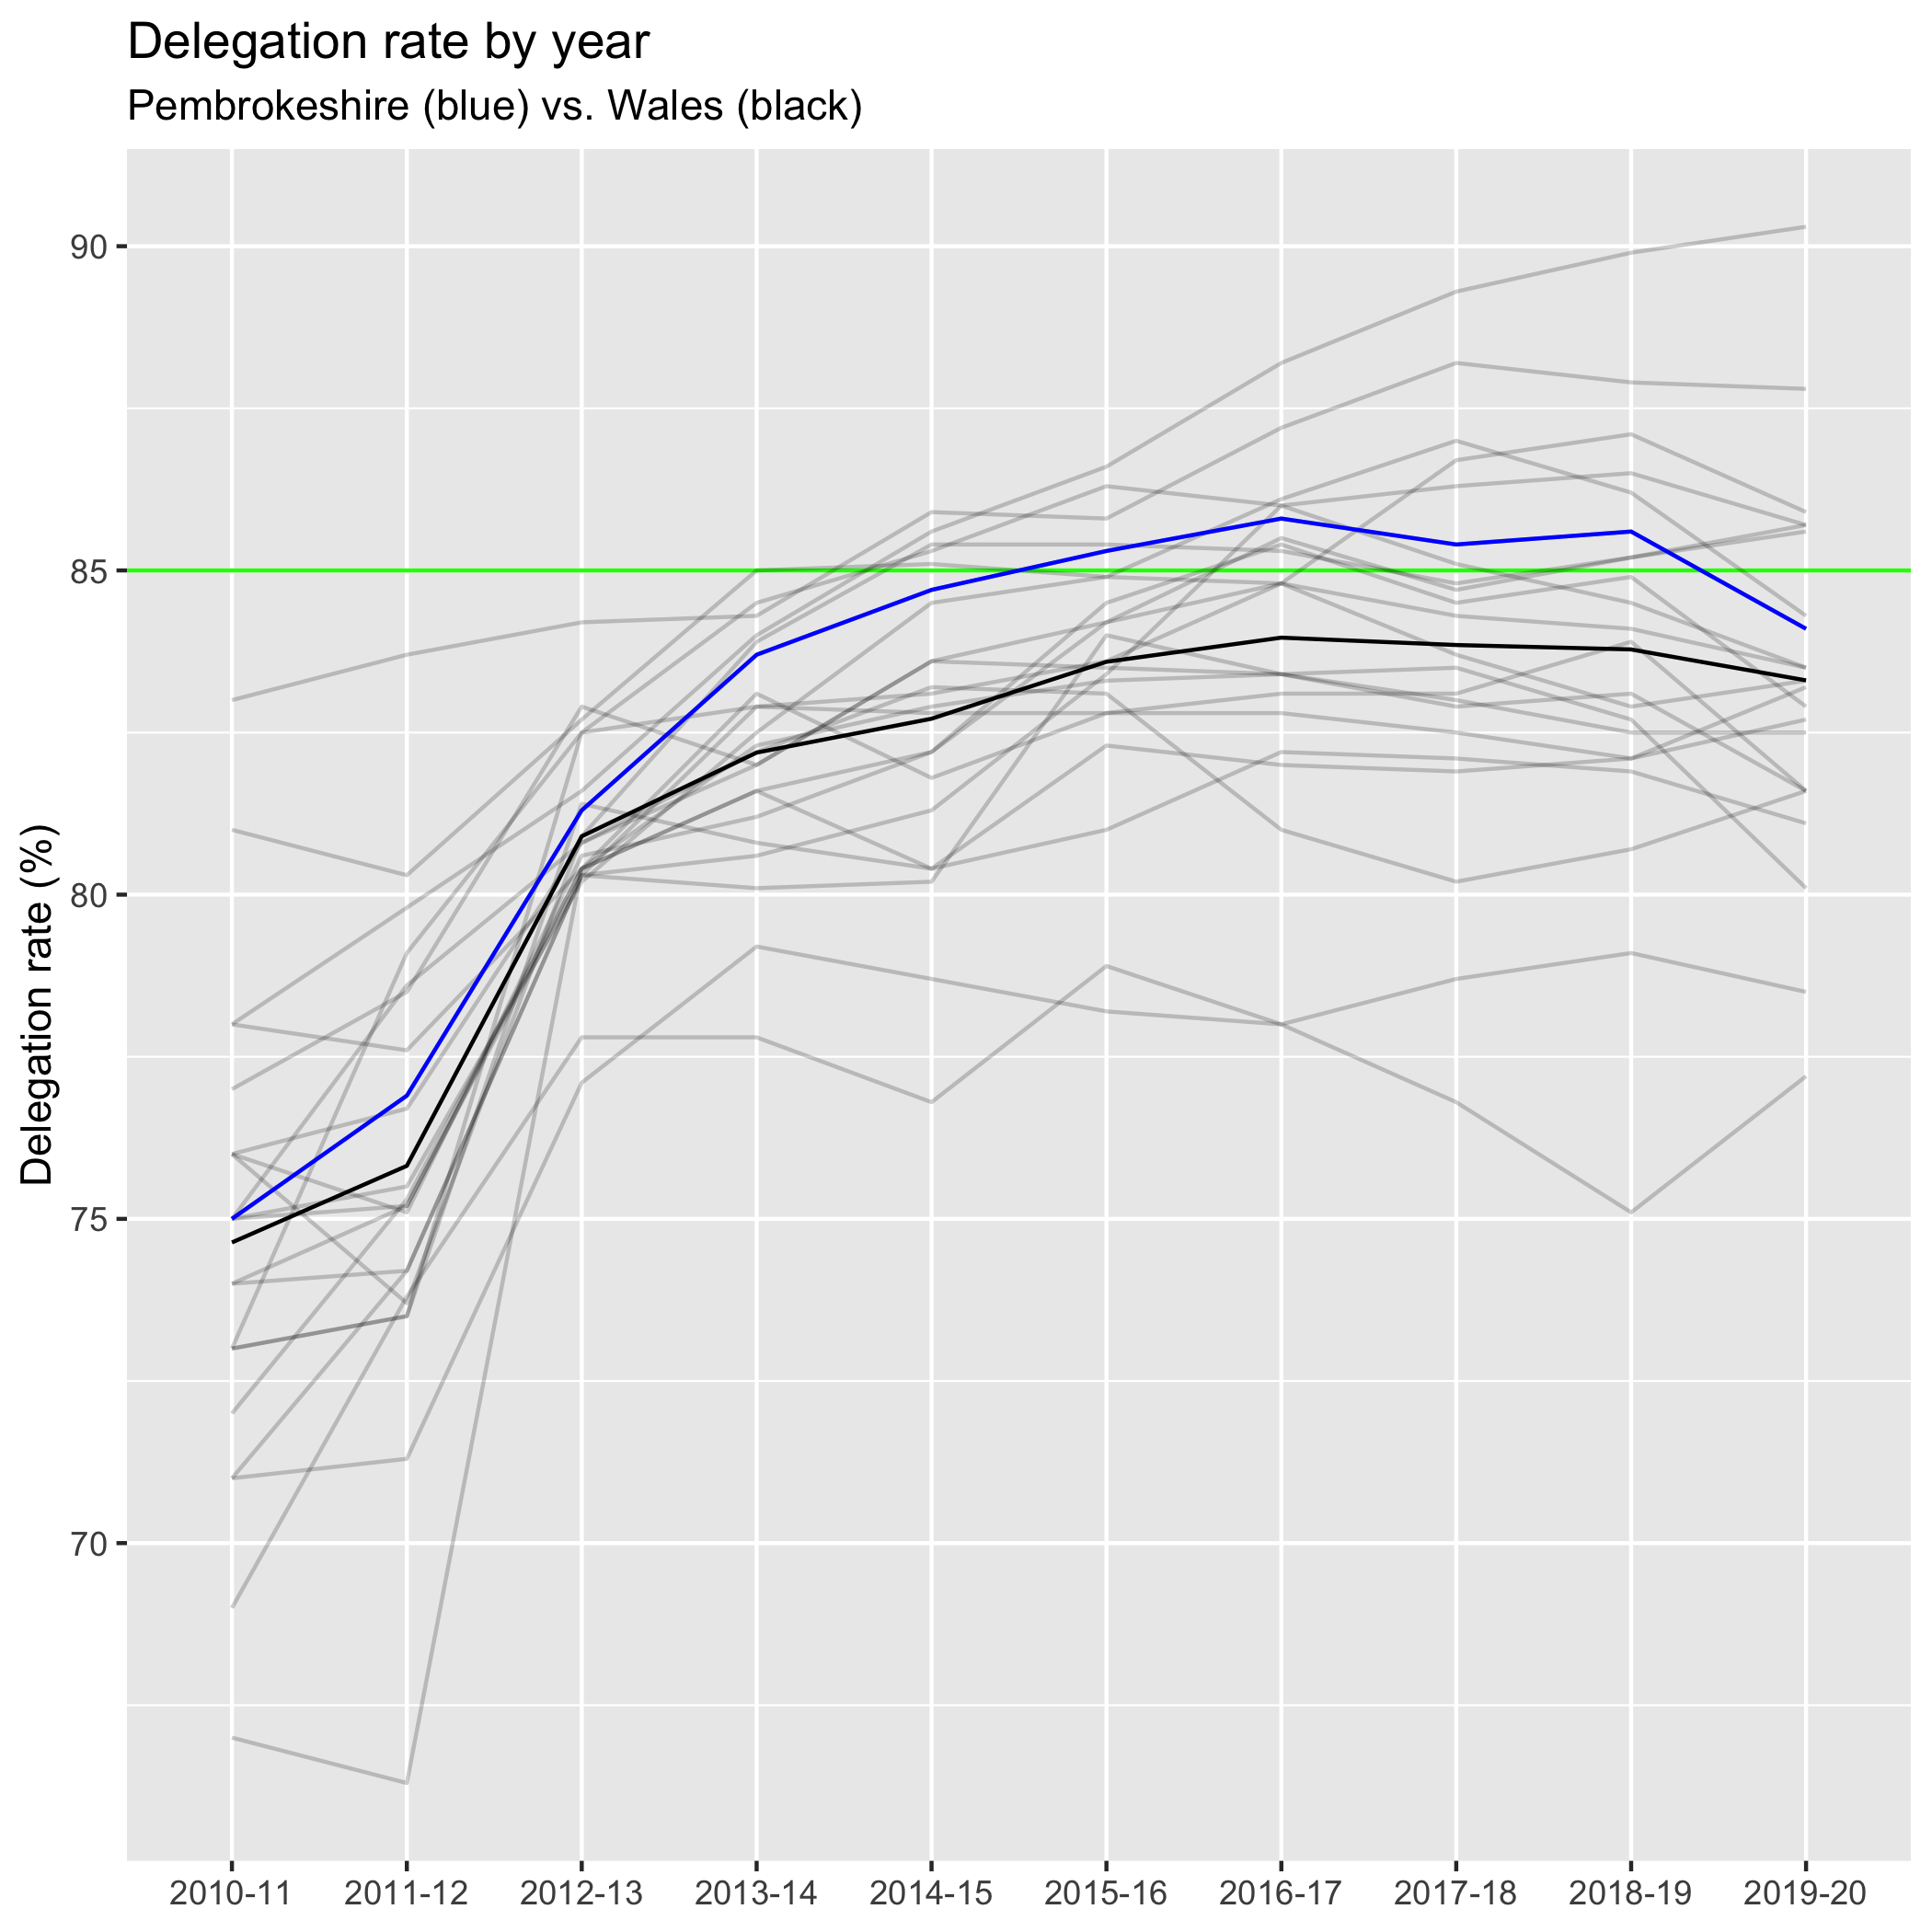 Delegation rate by year
Pembrokeshire (blue) vs. Wales (black)
Delegation rate (%)
90
85
80
75
70
2010-11 2011-12 2012-13 2013-14 2014-15 2015-16 2016-17 2017-18 2018-19 2019-20